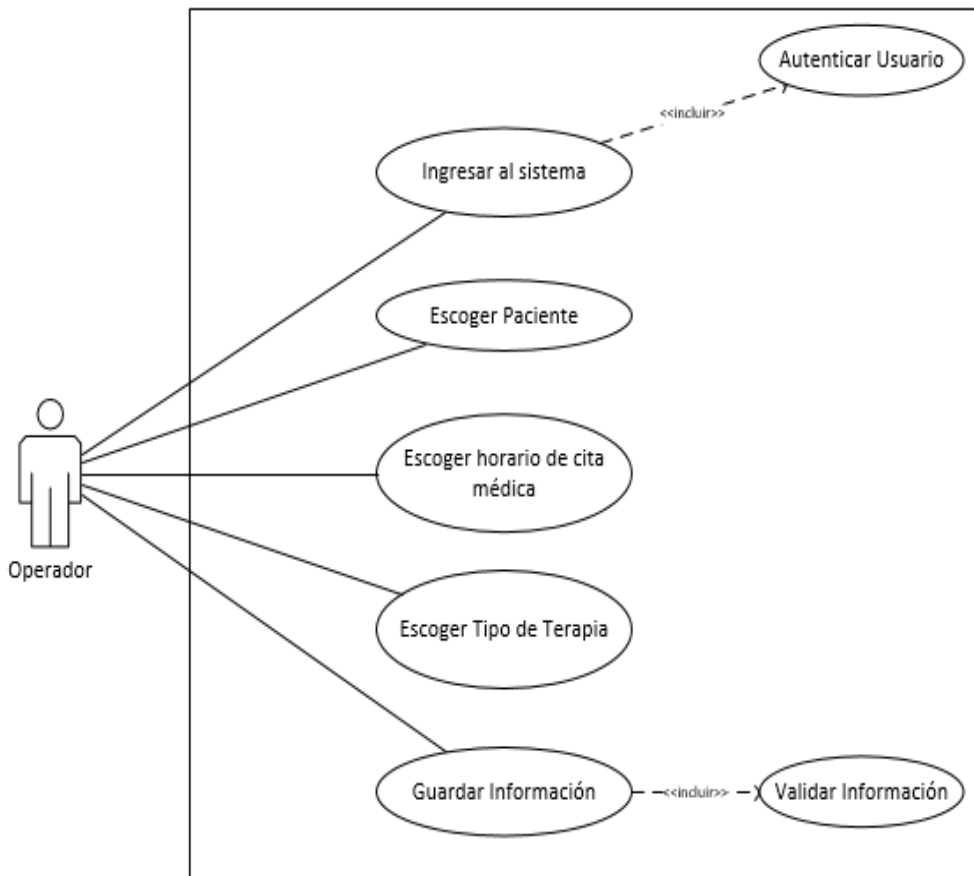 Autenticar Usuario
<<incluir>>
Ingresar al sistema
Escoger Paciente
Escoger horario de cita
médica
Operador
Escoger Tipo de Terapia
Guardar Información
<<incluir>>
Validar Información